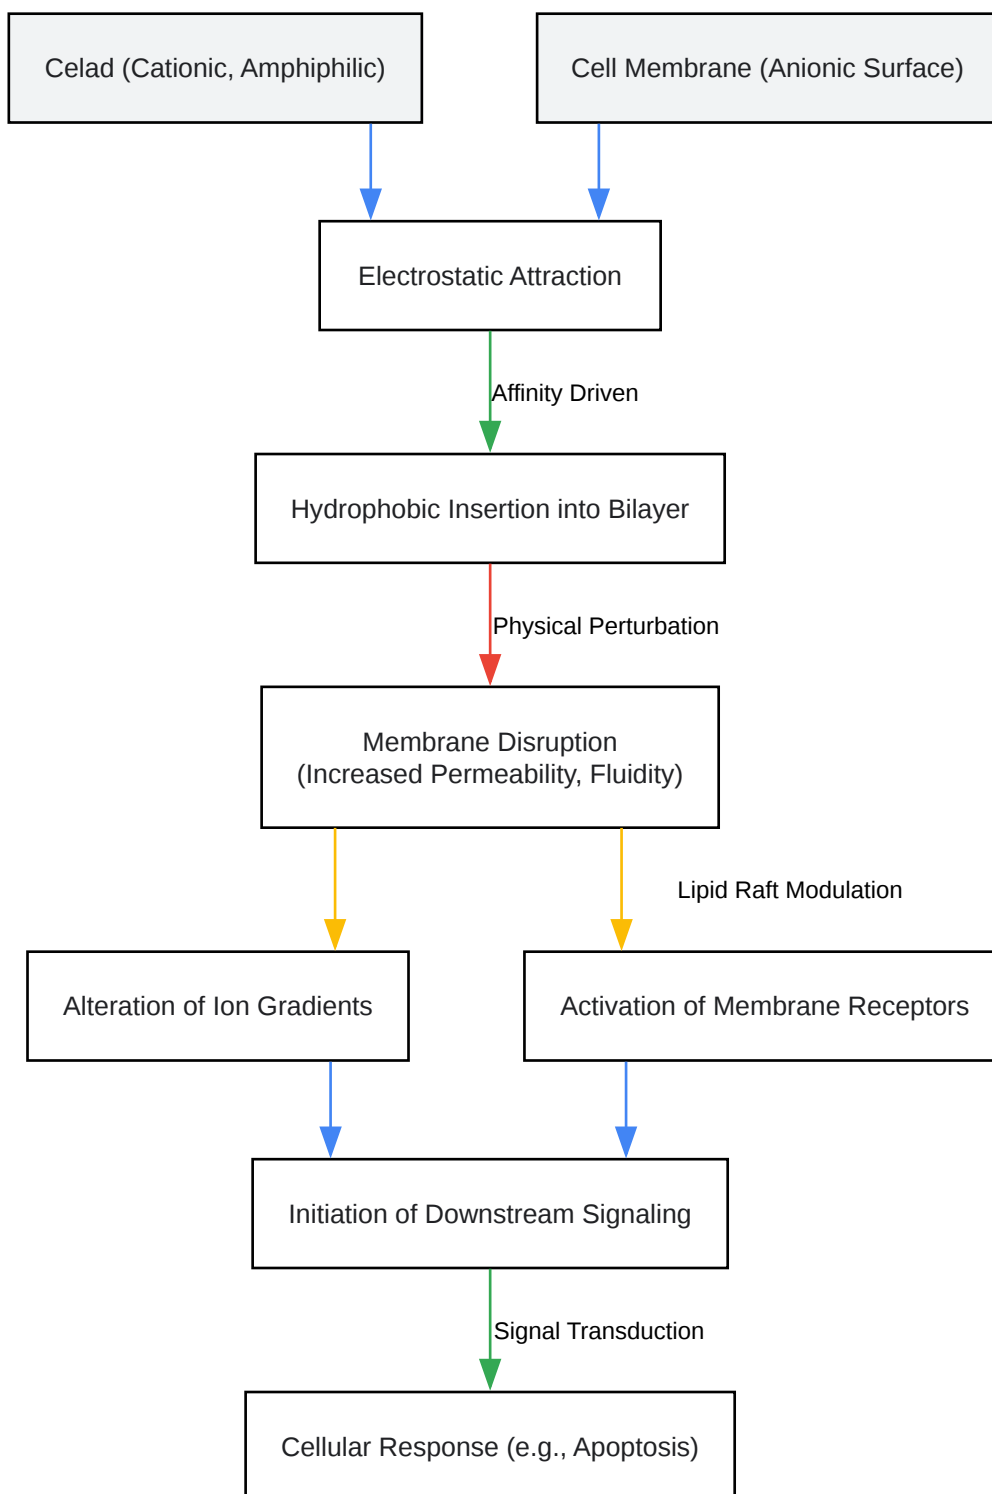 Celad (Cationic, Amphiphilic)
Cell Membrane (Anionic Surface)
Electrostatic Attraction
Affinity Driven
Hydrophobic Insertion into Bilayer
Physical Perturbation
Membrane Disruption
(Increased Permeability, Fluidity)
Lipid Raft Modulation
Alteration of Ion Gradients
Activation of Membrane Receptors
Initiation of Downstream Signaling
Signal Transduction
Cellular Response (e.g., Apoptosis)